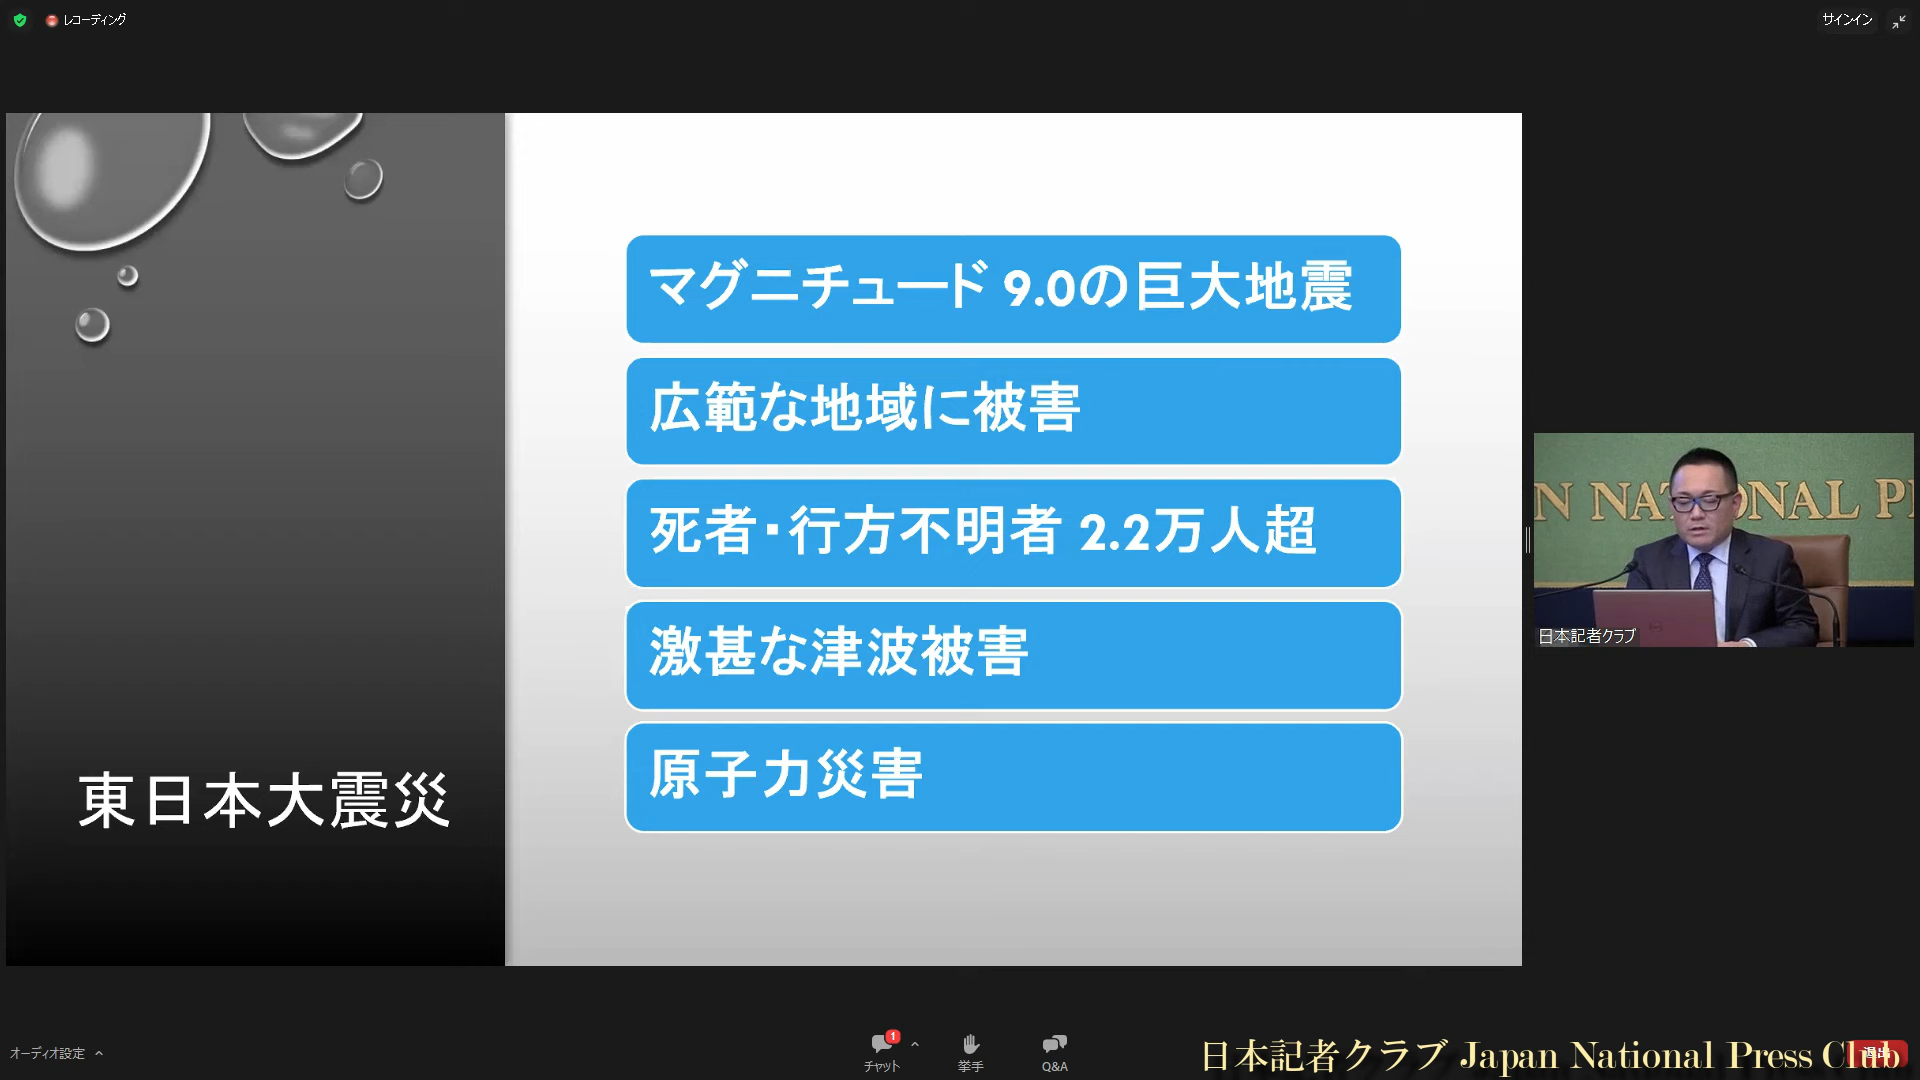 レコーディング
サインイン
マグニチュード 9.0の巨大地震
広範な地域に被害
死者・行方不明者 2.2万人超
激甚な津波被害
原子力災害
東日本大震災
N NATIONAL P
日本記者クラブ
オーディオ設定
1
チャット
挙手
Q&A
日本記者クラブ Japan National Press Club
退出